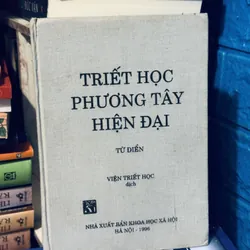 TRIẾT HỌC
PHƯƠNG TÂY
HIỆN ĐẠI
TỪ ĐIỂN
VIỆN TRIẾT HỌC
dịch
NHÀ XUẤT BẢN KHOA HỌC XÃ HỘI
HÀ NỘI - 1996